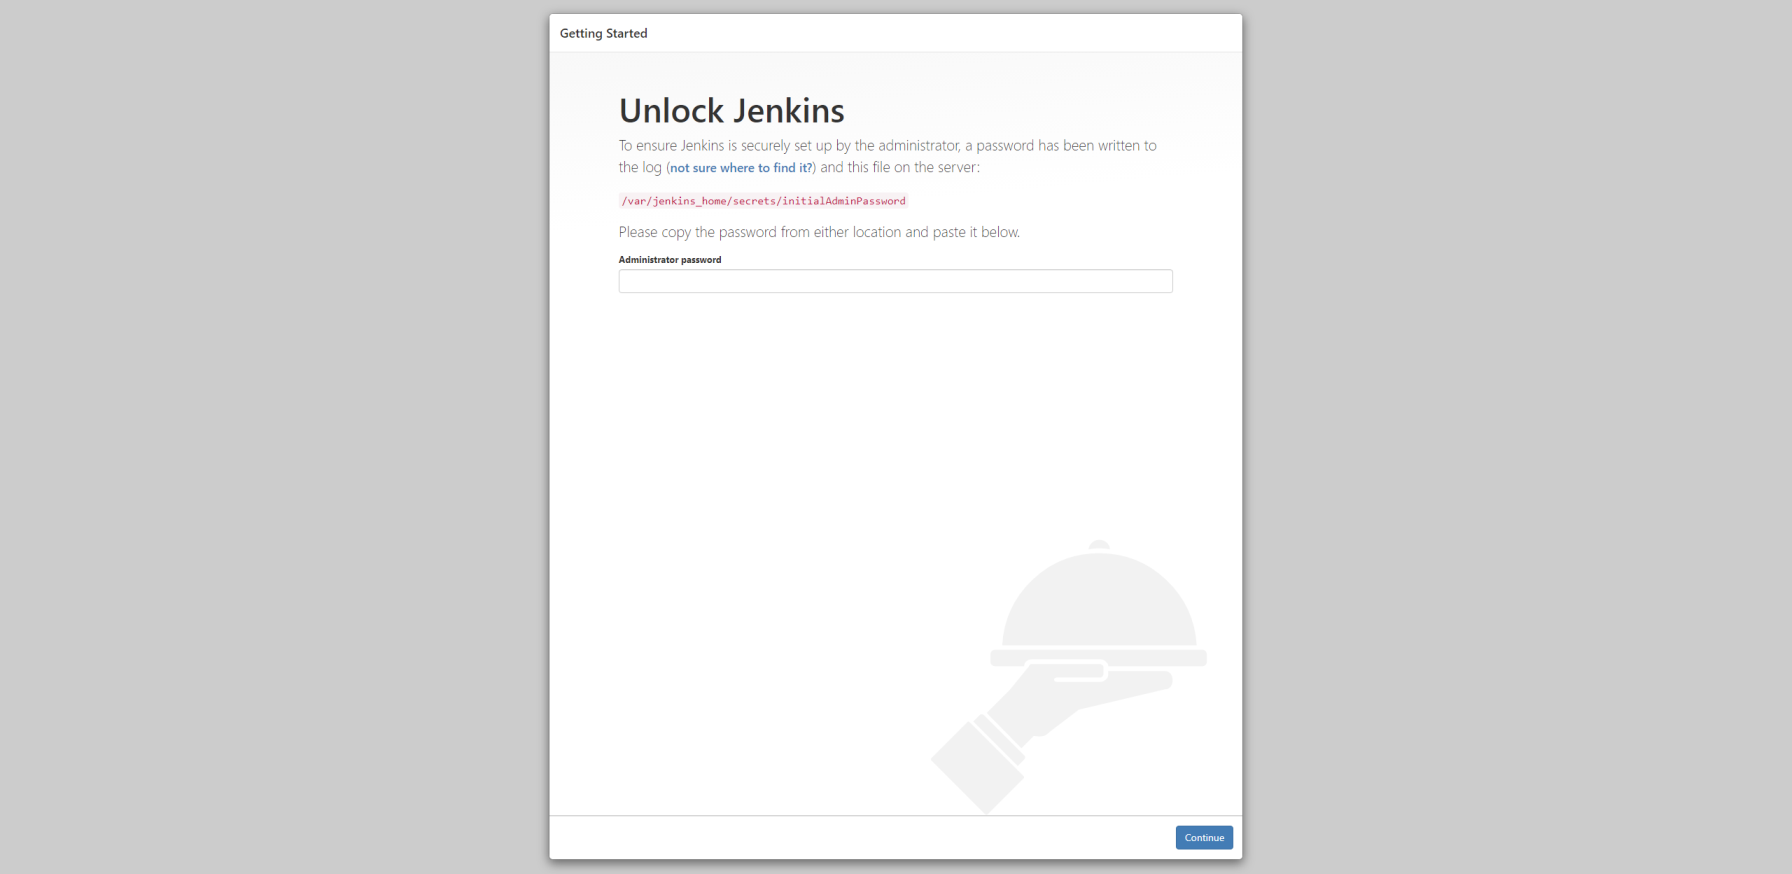 Getting Started
Unlock Jenkins
To ensure Jenkins is securely set up by the administrator, a password has been written to
the log (not sure where to find it?) and this file on the server:
/var/jenkins_home/secrets/initialAdminPassword
Please copy the password from either location and paste it below.
Administrator password
Continue